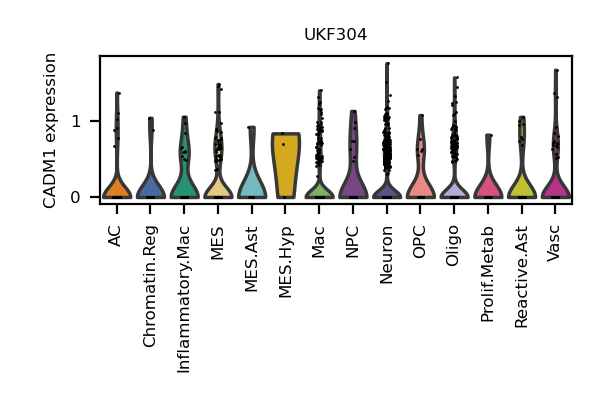 UKF304
CADM1 expression
1
0
AC
Chromatin.Reg
Inflammatory.Mac
MES
MES.Ast
MES.Hyp
Mac
NPC
Neuron
OPC
Oligo
Prolif.Metab
Reactive.Ast
Vasc